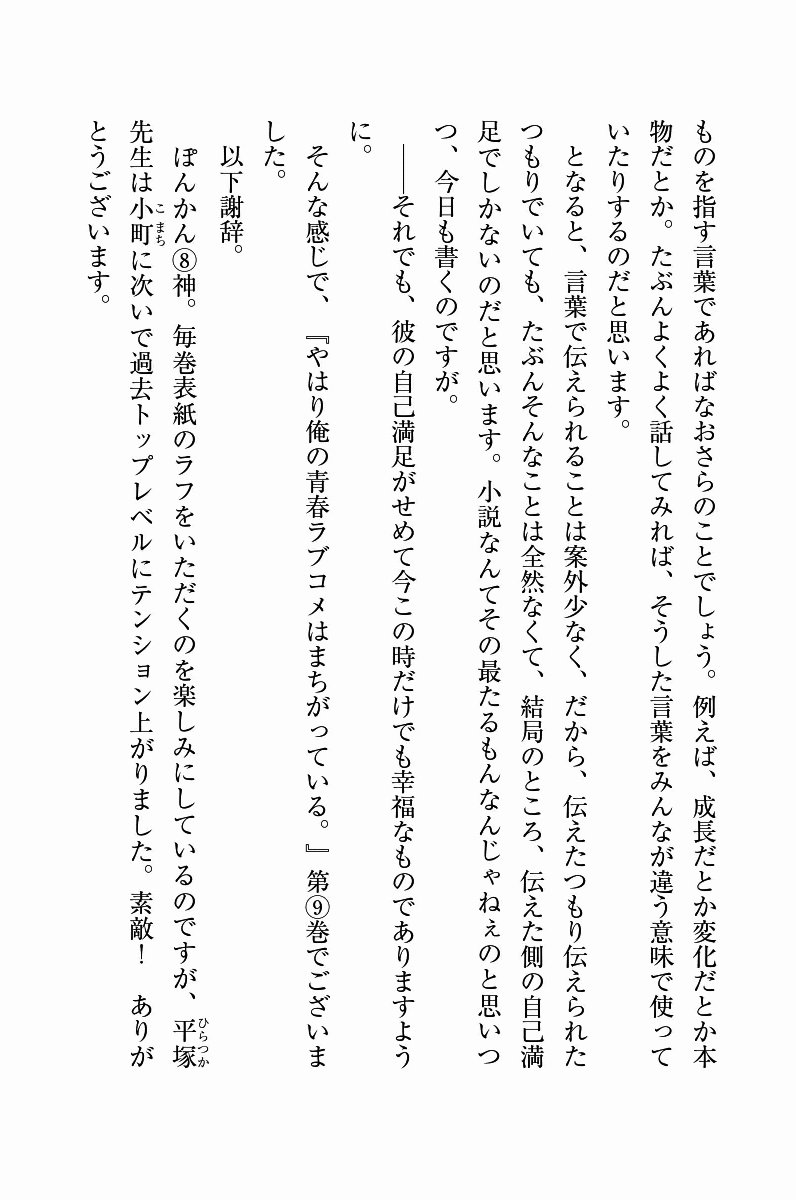 ものを指す言葉であればなおさらのことでしょう。例えば、成長だとか変化だとか本
物だとか。たぶんよくよく話してみれば、そうした言葉をみんなが違う意味で使って
いたりするのだと思います。
となると、言葉で伝えられることは案外少なく、だから、伝えたつもり伝えられた
つもりでいても、たぶんそんなことは全然なくて、結局のところ、伝えた側の自己満
足でしかないのだと思います。小説なんてその最たるもんなんじゃねぇのと思いつ
つ、今日も書くのですが。
――それでも、彼の自己満足がせめて今この時だけでも幸福なものでありますよう
に。
そんな感じで、『やはり俺の青春ラブコメはまちがっている。』第⑨巻でございま
した。
以下謝辞。
ぽんかん⑧神。毎巻表紙のラフをいただくのを楽しみにしているのですが、平塚
先生は小町に次いで過去トップレベルにテンション上がりました。素敵！　ありが
とうございます。